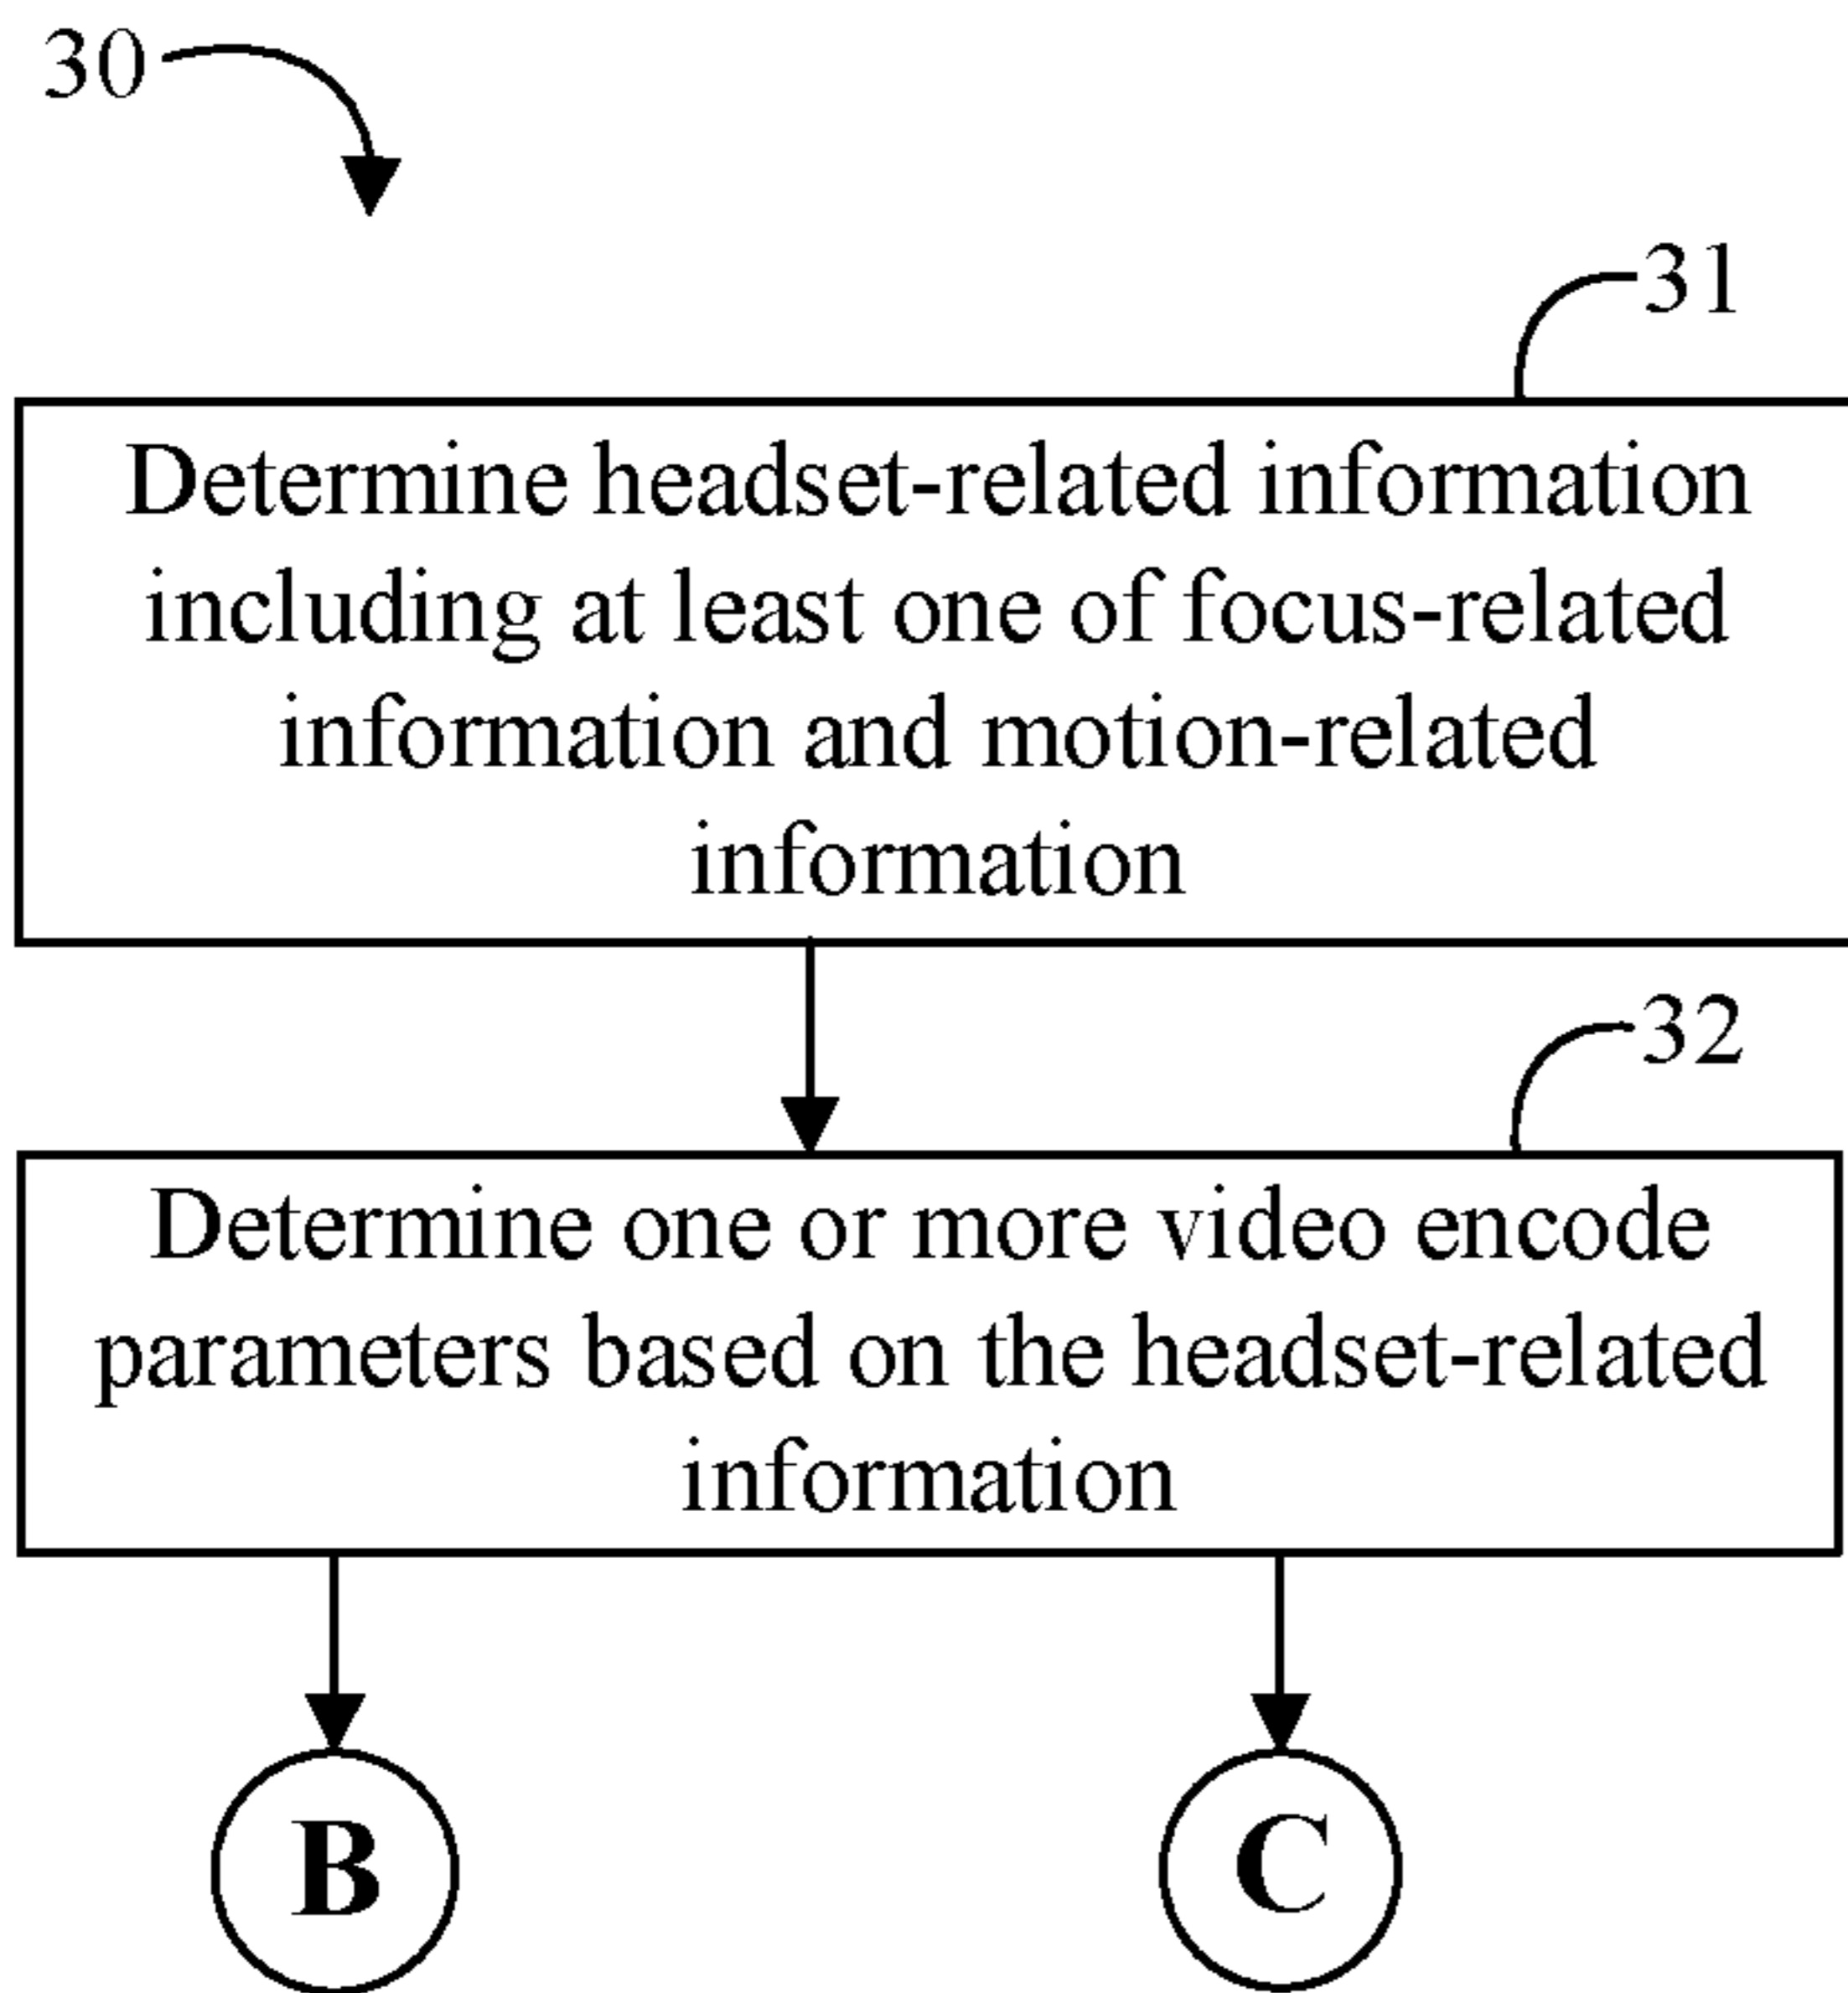 30
31
Determine headset-related information
including at least one of focus-related
information and motion-related
information
32
Determine one or more video encode
parameters based on the headset-related
information
B
C